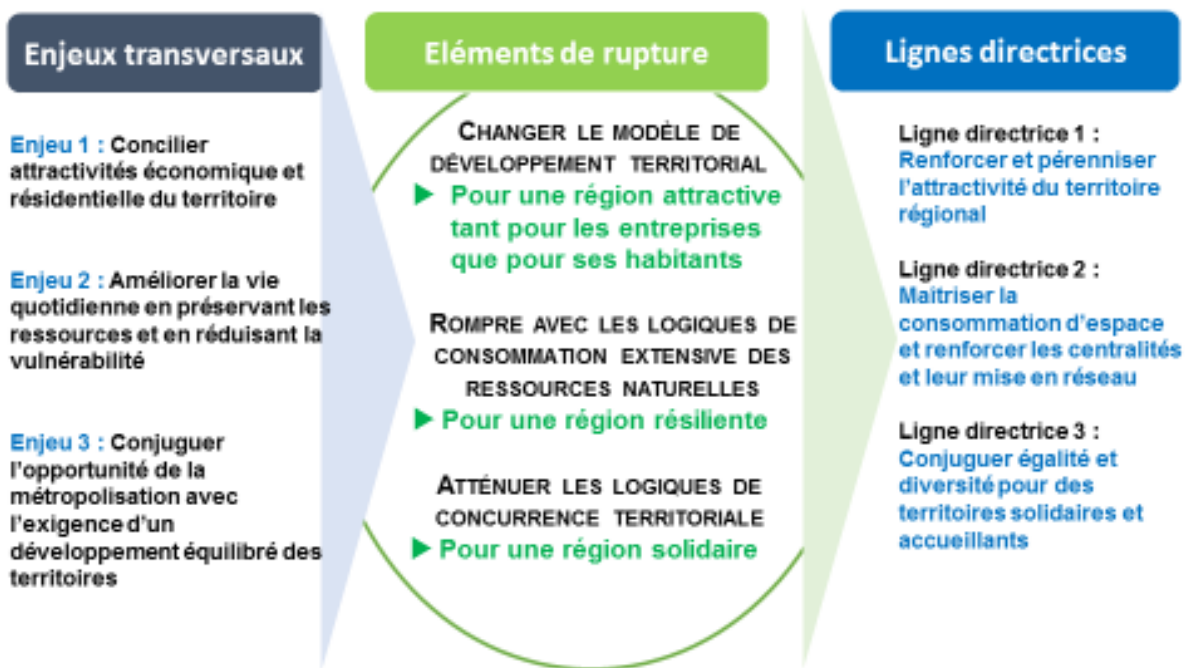 Enjeux transversaux
Enjeu 1 : Concilier
attractivités économique et
résidentielle du territoire
Enjeu 2 : Améliorer la vie
quotidienne en préservant les
ressources et en réduisant la
vulnérabilité
Enjeu 3 : Conjuguer
l'opportunité de la
métropolisation avec
l'exigence d'un
développement équilibré des
territoires
Eléments de rupture
CHANGER LE MODÈLE DE
DÉVELOPPEMENT TERRITORIAL
▶ Pour une région attractive
tant pour les entreprises
que pour ses habitants
ROMPRE AVEC LES LOGIQUES DE
CONSOMMATION EXTENSIVE DES
RESSOURCES NATURELLES
▶ Pour une région résiliente
ATTÉNUER LES LOGIQUES DE
CONCURRENCE TERRITORIALE
▶ Pour une région solidaire
Lignes directrices
Ligne directrice 1 :
Renforcer et pérenniser
l'attractivité du territoire
régional
Ligne directrice 2 :
Maîtriser la
consommation d'espace
et renforcer les centralités
et leur mise en réseau
Ligne directrice 3 :
Conjuguer égalité et
diversité pour des
territoires solidaires et
accueillants